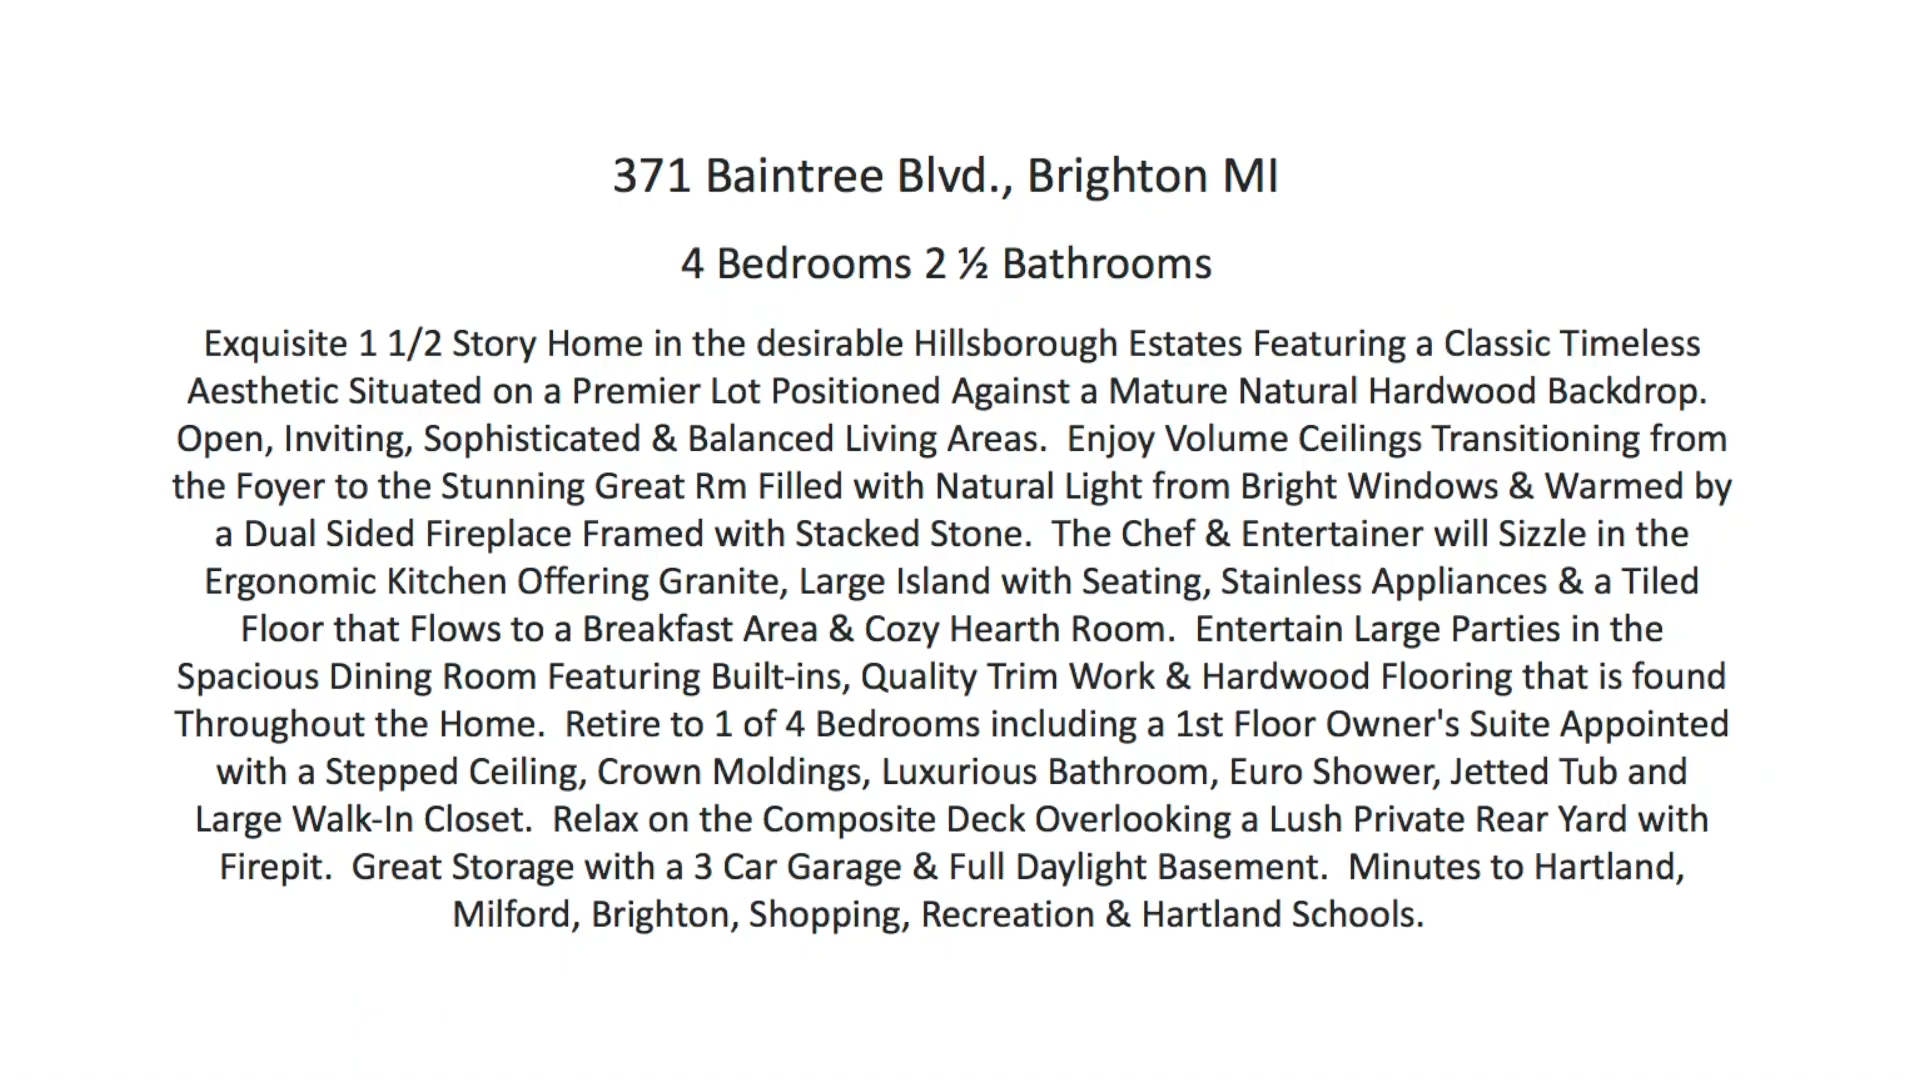 371 Baintree Blvd., Brighton MI
4 Bedrooms 2 ½ Bathrooms
Exquisite 1 1/2 Story Home in the desirable Hillsborough Estates Featuring a Classic Timeless
Aesthetic Situated on a Premier Lot Positioned Against a Mature Natural Hardwood Backdrop.
Open, Inviting, Sophisticated & Balanced Living Areas.  Enjoy Volume Ceilings Transitioning from
the Foyer to the Stunning Great Rm Filled with Natural Light from Bright Windows & Warmed by
a Dual Sided Fireplace Framed with Stacked Stone.  The Chef & Entertainer will Sizzle in the
Ergonomic Kitchen Offering Granite, Large Island with Seating, Stainless Appliances & a Tiled
Floor that Flows to a Breakfast Area & Cozy Hearth Room.  Entertain Large Parties in the
Spacious Dining Room Featuring Built-ins, Quality Trim Work & Hardwood Flooring that is found
Throughout the Home.  Retire to 1 of 4 Bedrooms including a 1st Floor Owner's Suite Appointed
with a Stepped Ceiling, Crown Moldings, Luxurious Bathroom, Euro Shower, Jetted Tub and
Large Walk-In Closet.  Relax on the Composite Deck Overlooking a Lush Private Rear Yard with
Firepit.  Great Storage with a 3 Car Garage & Full Daylight Basement.  Minutes to Hartland,
Milford, Brighton, Shopping, Recreation & Hartland Schools.